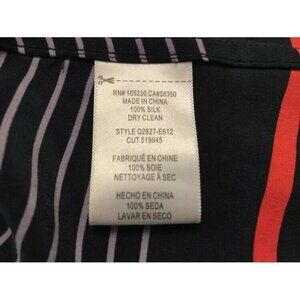 RN# 105230 CA#56350
MADE IN CHINA
100% SILK
DRY CLEAN
STYLE Q2827-E612
CUT 519945
FABRIQUÉ EN CHINE
100% SOIE
NETTOYAGE À SEC
HECHO EN CHINA
100% SEDA
LAVAR EN SECO